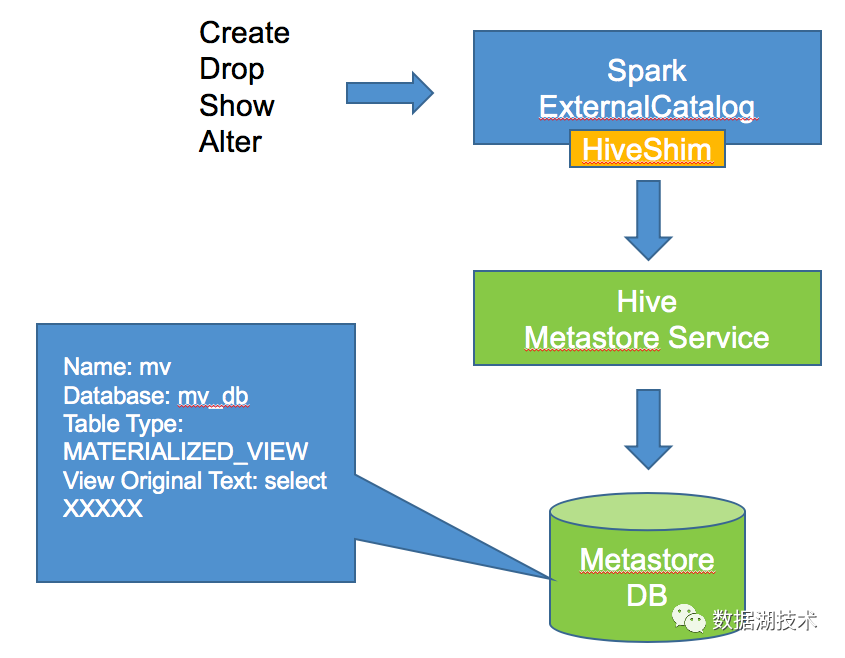 Create
Drop
Show
Alter
Spark
ExternalCatalog
HiveShim
Hive
Metastore Service
Name: mv
Database: mv_db
Table Type:
MATERIALIZED_VIEW
View Original Text: select
XXXXX
Metastore
DB
数据湖技术